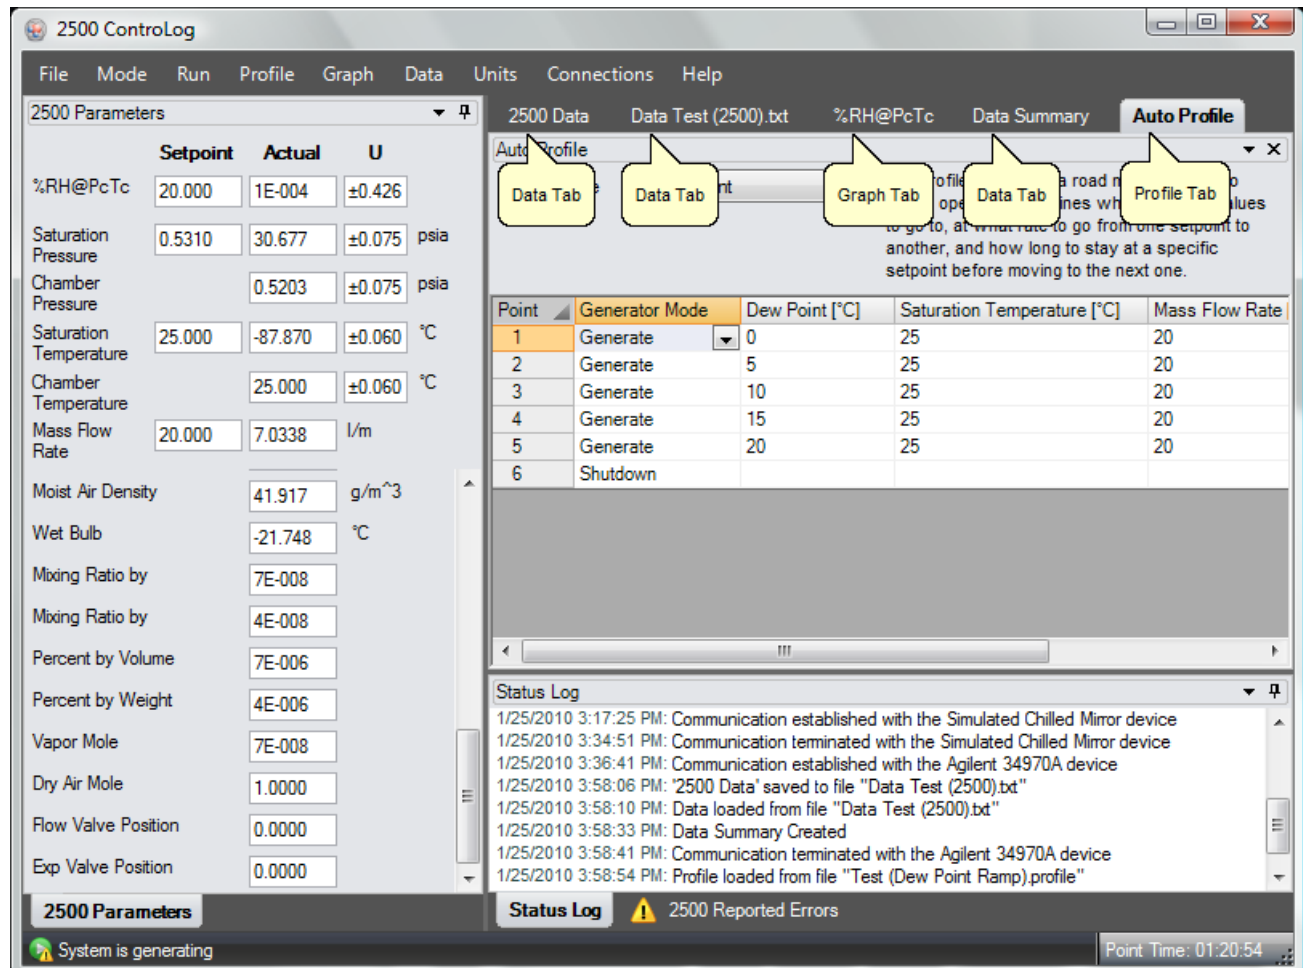 2500 ControLog
File Mode Run Profile Graph Data Units Connections Help
2500 Parameters
Setpoint Actual U
%RH@PcTc 20.000 1E-004 ±0.426
Saturation Pressure 0.5310 30.677 ±0.075 psia
Chamber Pressure 0.5203 ±0.075 psia
Saturation Temperature 25.000 -87.870 ±0.060 °C
Chamber Temperature 25.000 ±0.060 °C
Mass Flow Rate 20.000 7.0338 l/m
Moist Air Density 41.917 g/m^3
Wet Bulb -21.748 °C
Mixing Ratio by 7E-008
Mixing Ratio by 4E-008
Percent by Volume 7E-006
Percent by Weight 4E-006
Vapor Mole 7E-008
Dry Air Mole 1.0000
Flow Valve Position 0.0000
Exp Valve Position 0.0000
2500 Parameters
2500 Data Data Test (2500).txt %RH@PcTc Data Summary Auto Profile
Auto Profile
Data Tab Data Tab Graph Tab Data Tab Profile Tab
a road
to go to, at what rate to go from one setpoint to
another, and how long to stay at a specific
setpoint before moving to the next one.
Point Generator Mode Dew Point [°C] Saturation Temperature [°C] Mass Flow Rate [
1 Generate 0 25 20
2 Generate 5 25 20
3 Generate 10 25 20
4 Generate 15 25 20
5 Generate 20 25 20
6 Shutdown
Status Log
1/25/2010 3:17:25 PM: Communication established with the Simulated Chilled Mirror device
1/25/2010 3:34:51 PM: Communication terminated with the Simulated Chilled Mirror device
1/25/2010 3:36:41 PM: Communication established with the Agilent 34970A device
1/25/2010 3:58:06 PM: '2500 Data' saved to file "Data Test (2500).txt"
1/25/2010 3:58:10 PM: Data loaded from file "Data Test (2500).txt"
1/25/2010 3:58:33 PM: Data Summary Created
1/25/2010 3:58:41 PM: Communication terminated with the Agilent 34970A device
1/25/2010 3:58:54 PM: Profile loaded from file "Test (Dew Point Ramp).profile"
Status Log 2500 Reported Errors
System is generating Point Time: 01:20:54